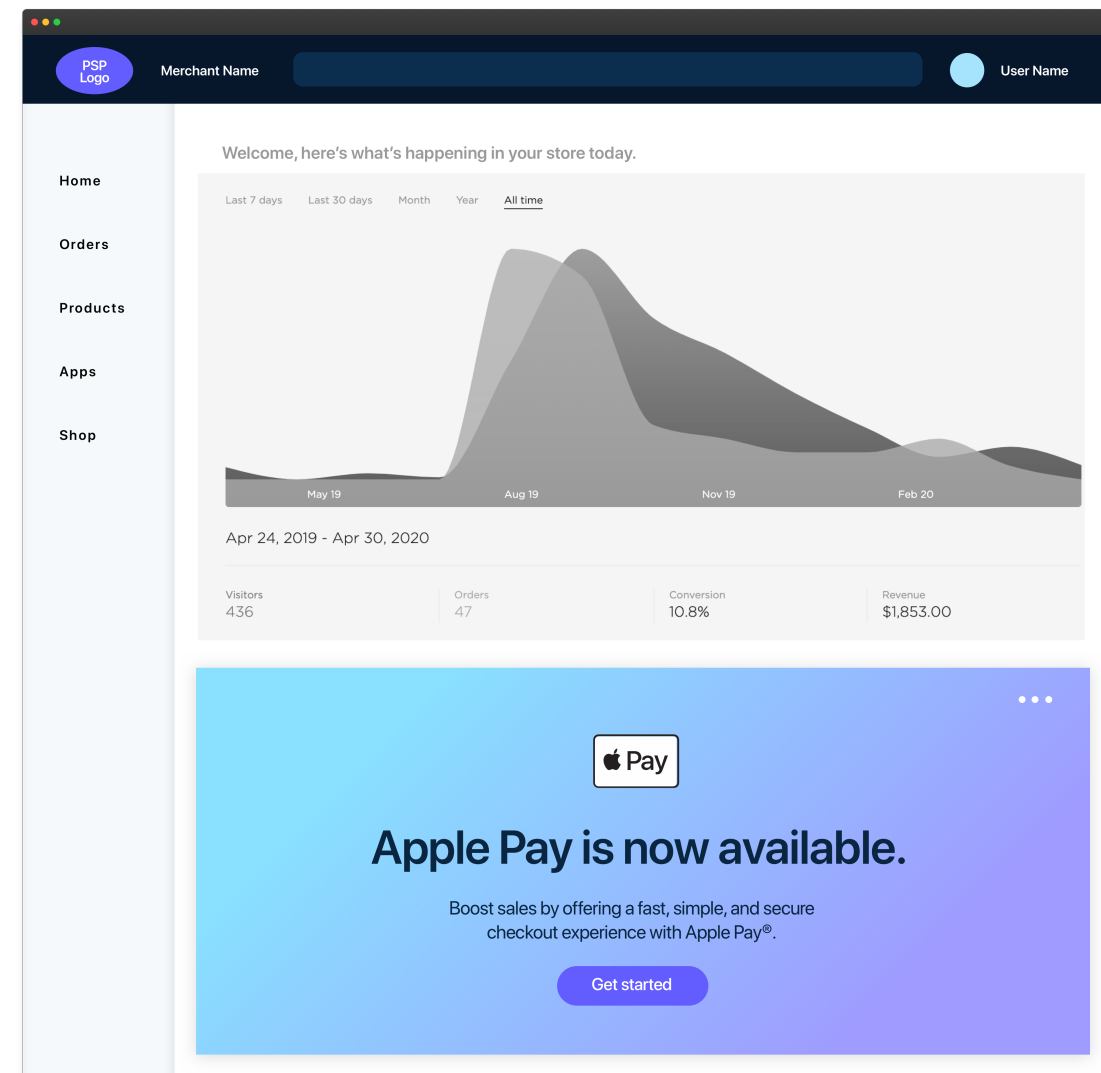 PSP
Logo
Merchant Name
User Name
Home
Orders
Products
Apps
Shop
Welcome, here’s what’s happening in your store today.
Last 7 days Last 30 days Month Year All time
May 19 Aug 19 Nov 19 Feb 20
Apr 24, 2019 - Apr 30, 2020
Visitors Orders Conversion Revenue
436 47 10.8% $1,853.00
Pay
Apple Pay is now available.
Boost sales by offering a fast, simple, and secure
checkout experience with Apple Pay®.
Get started